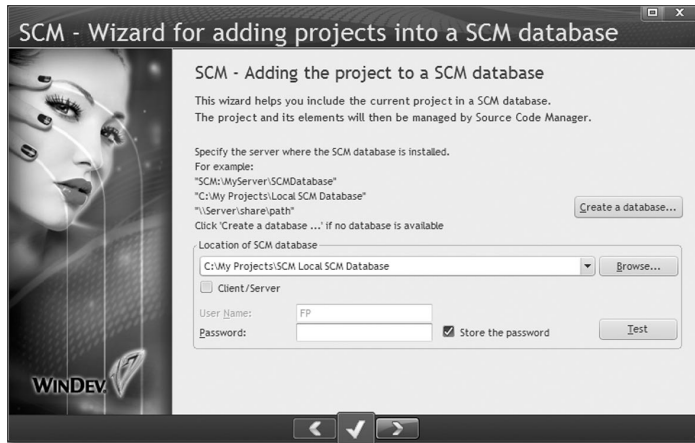 SCM - Wizard for adding projects into a SCM database
SCM - Adding the project to a SCM database
This wizard helps you include the current project in a SCM database.
The project and its elements will then be managed by Source Code Manager.
Specify the server where the SCM database is installed.
For example:
"SCM:\MyServer\SCMDatabase"
"C:\My Projects\Local SCM Database"
"\\Server\share\path"
Click 'Create a database ...' if no database is available
Create a database...
Location of SCM database
C:\My Projects\SCM Local SCM Database
Browse...
Client/Server
User Name: FP
Password:
Store the password
Test
WINDEV.